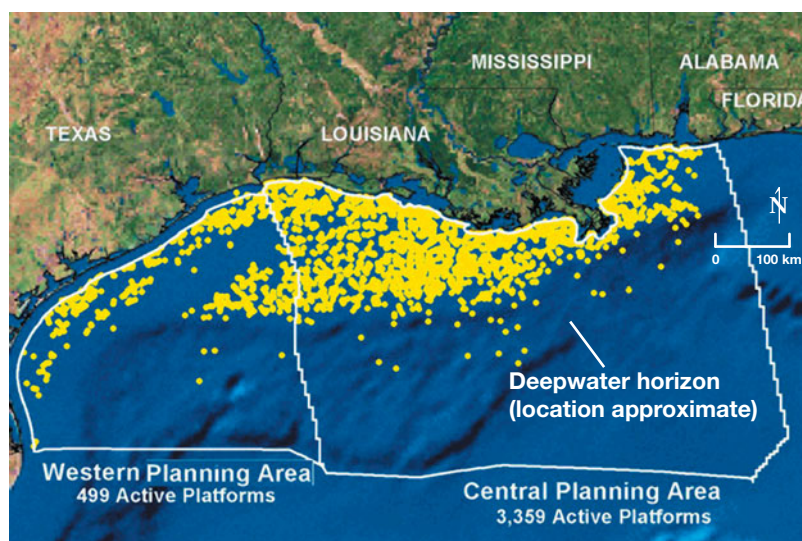 MISSISSIPPI
ALABAMA
FLORIDA
TEXAS
LOUISIANA
N
0 100 km
Deepwater horizon
(location approximate)
Western Planning Area
499 Active Platforms
Central Planning Area
3,359 Active Platforms